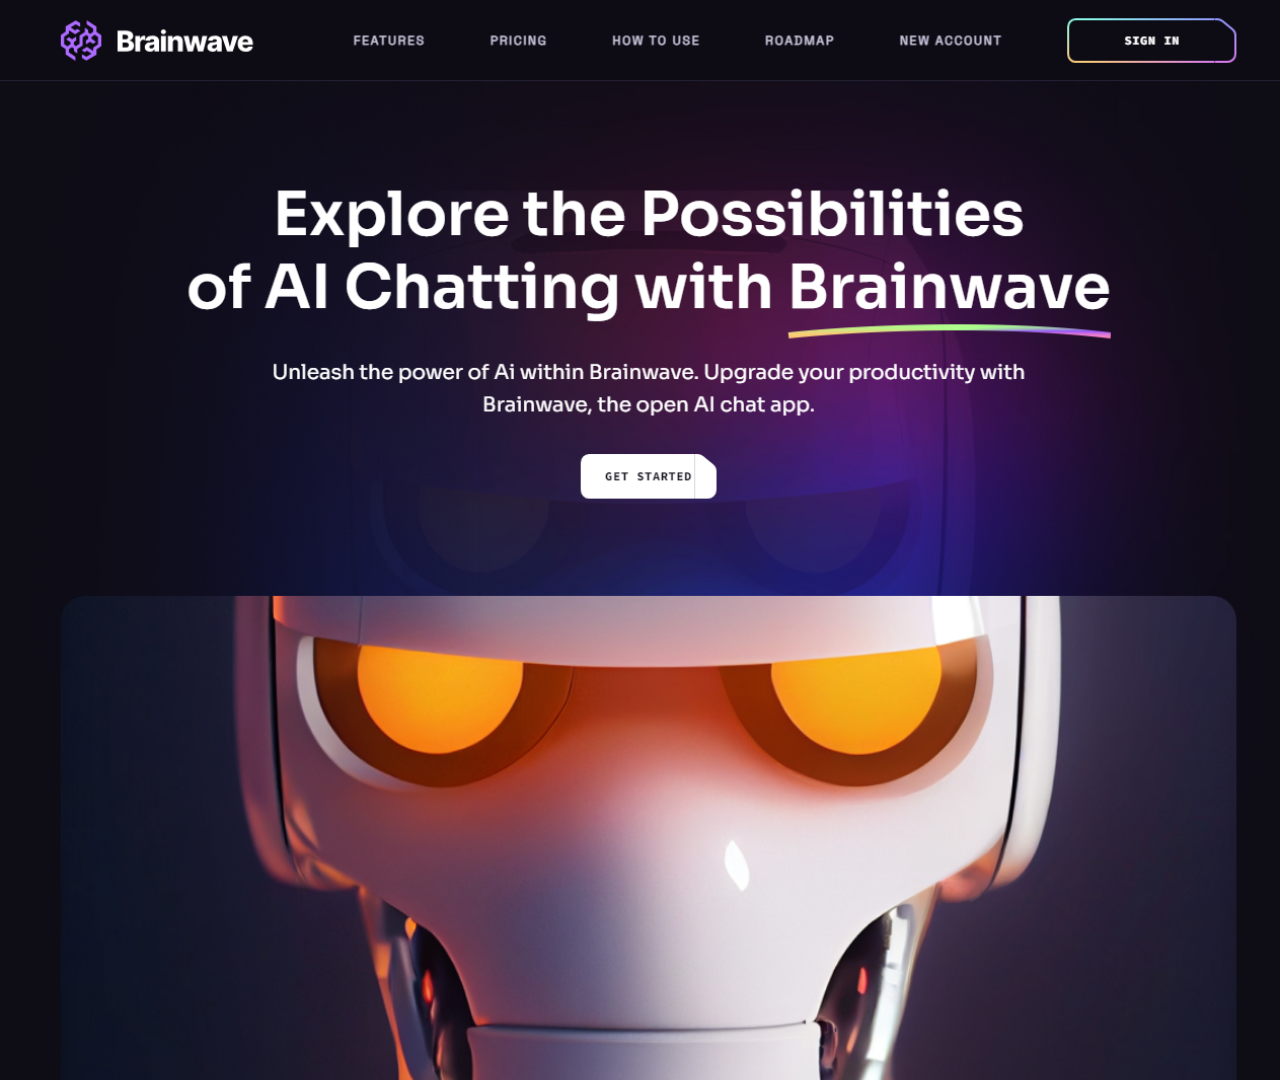 Brainwave
FEATURES
PRICING
HOW TO USE
ROADMAP
NEW ACCOUNT
SIGN IN
Explore the Possibilities
of AI Chatting with Brainwave
Unleash the power of Ai within Brainwave. Upgrade your productivity with
Brainwave, the open AI chat app.
GET STARTED